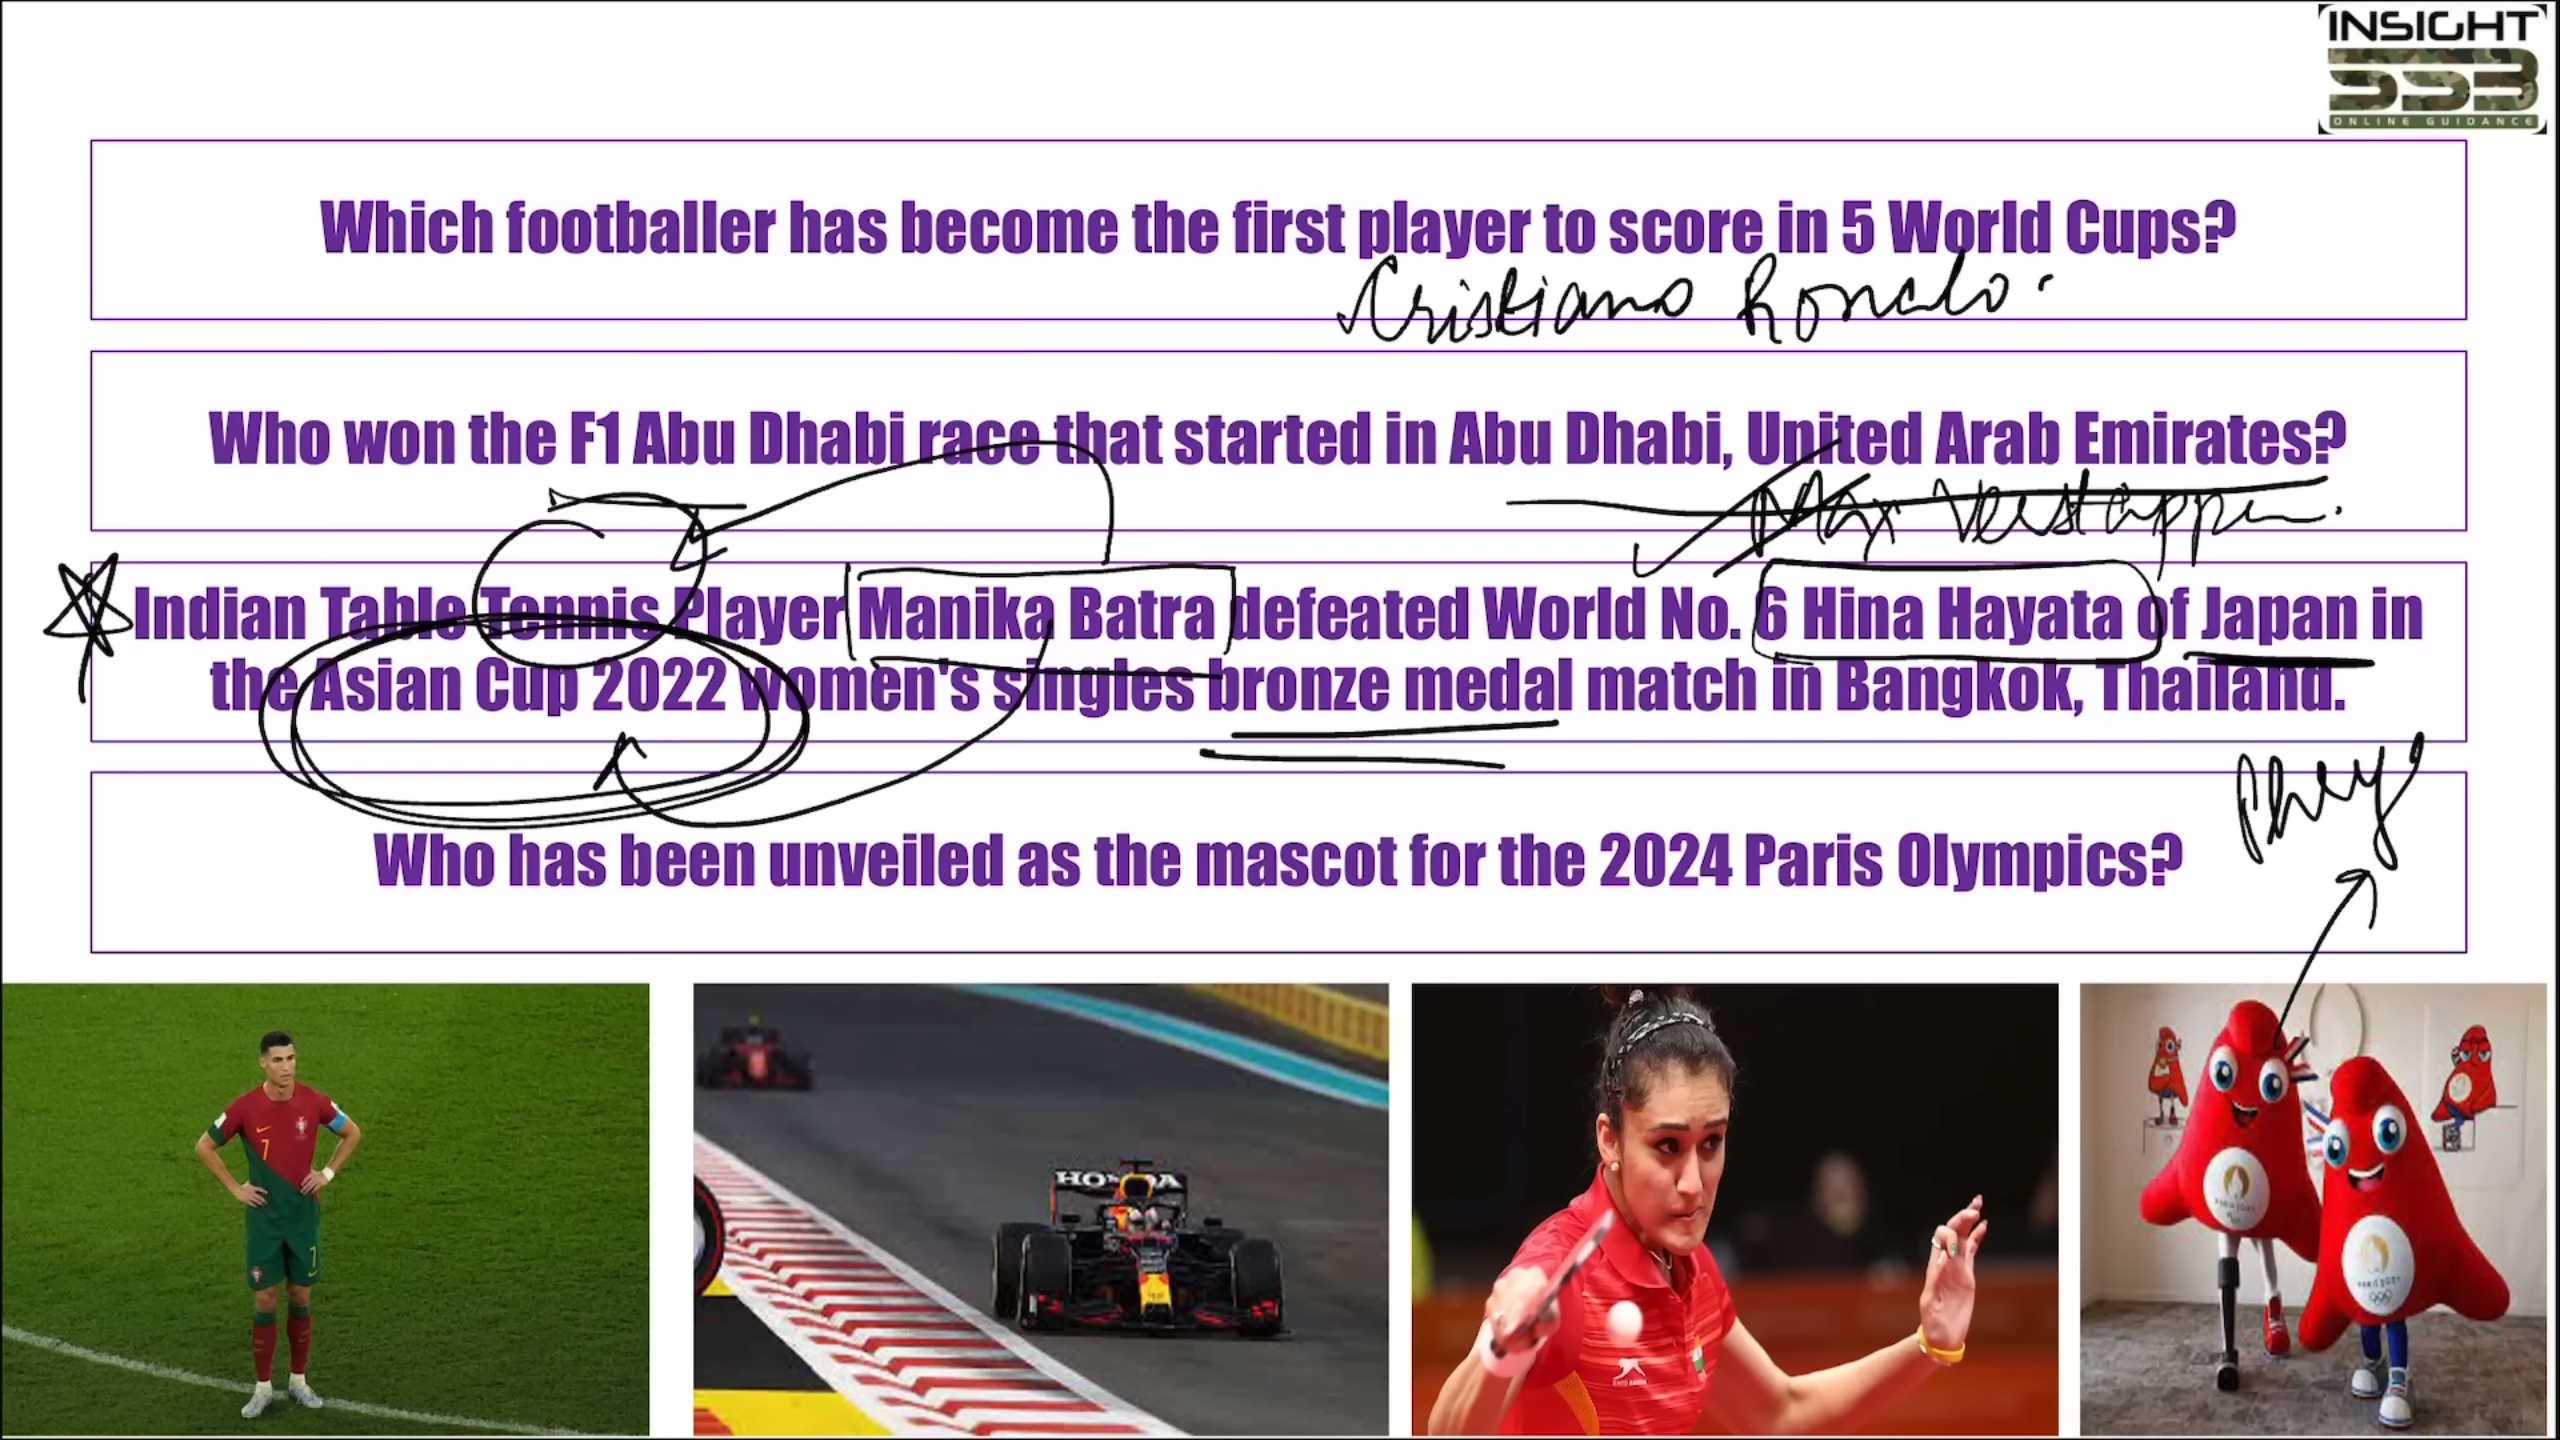 INSIGHT
SSB
ONLINE GUIDANCE
Which footballer has become the first player to score in 5 World Cups?
Cristiano Ronaldo.
Who won the F1 Abu Dhabi race that started in Abu Dhabi, United Arab Emirates?
Max Verstappen.
Indian Table Tennis Player Manika Batra defeated World No. 6 Hina Hayata of Japan in
the Asian Cup 2022 women's singles bronze medal match in Bangkok, Thailand.
Who has been unveiled as the mascot for the 2024 Paris Olympics?
7
7
HONDA